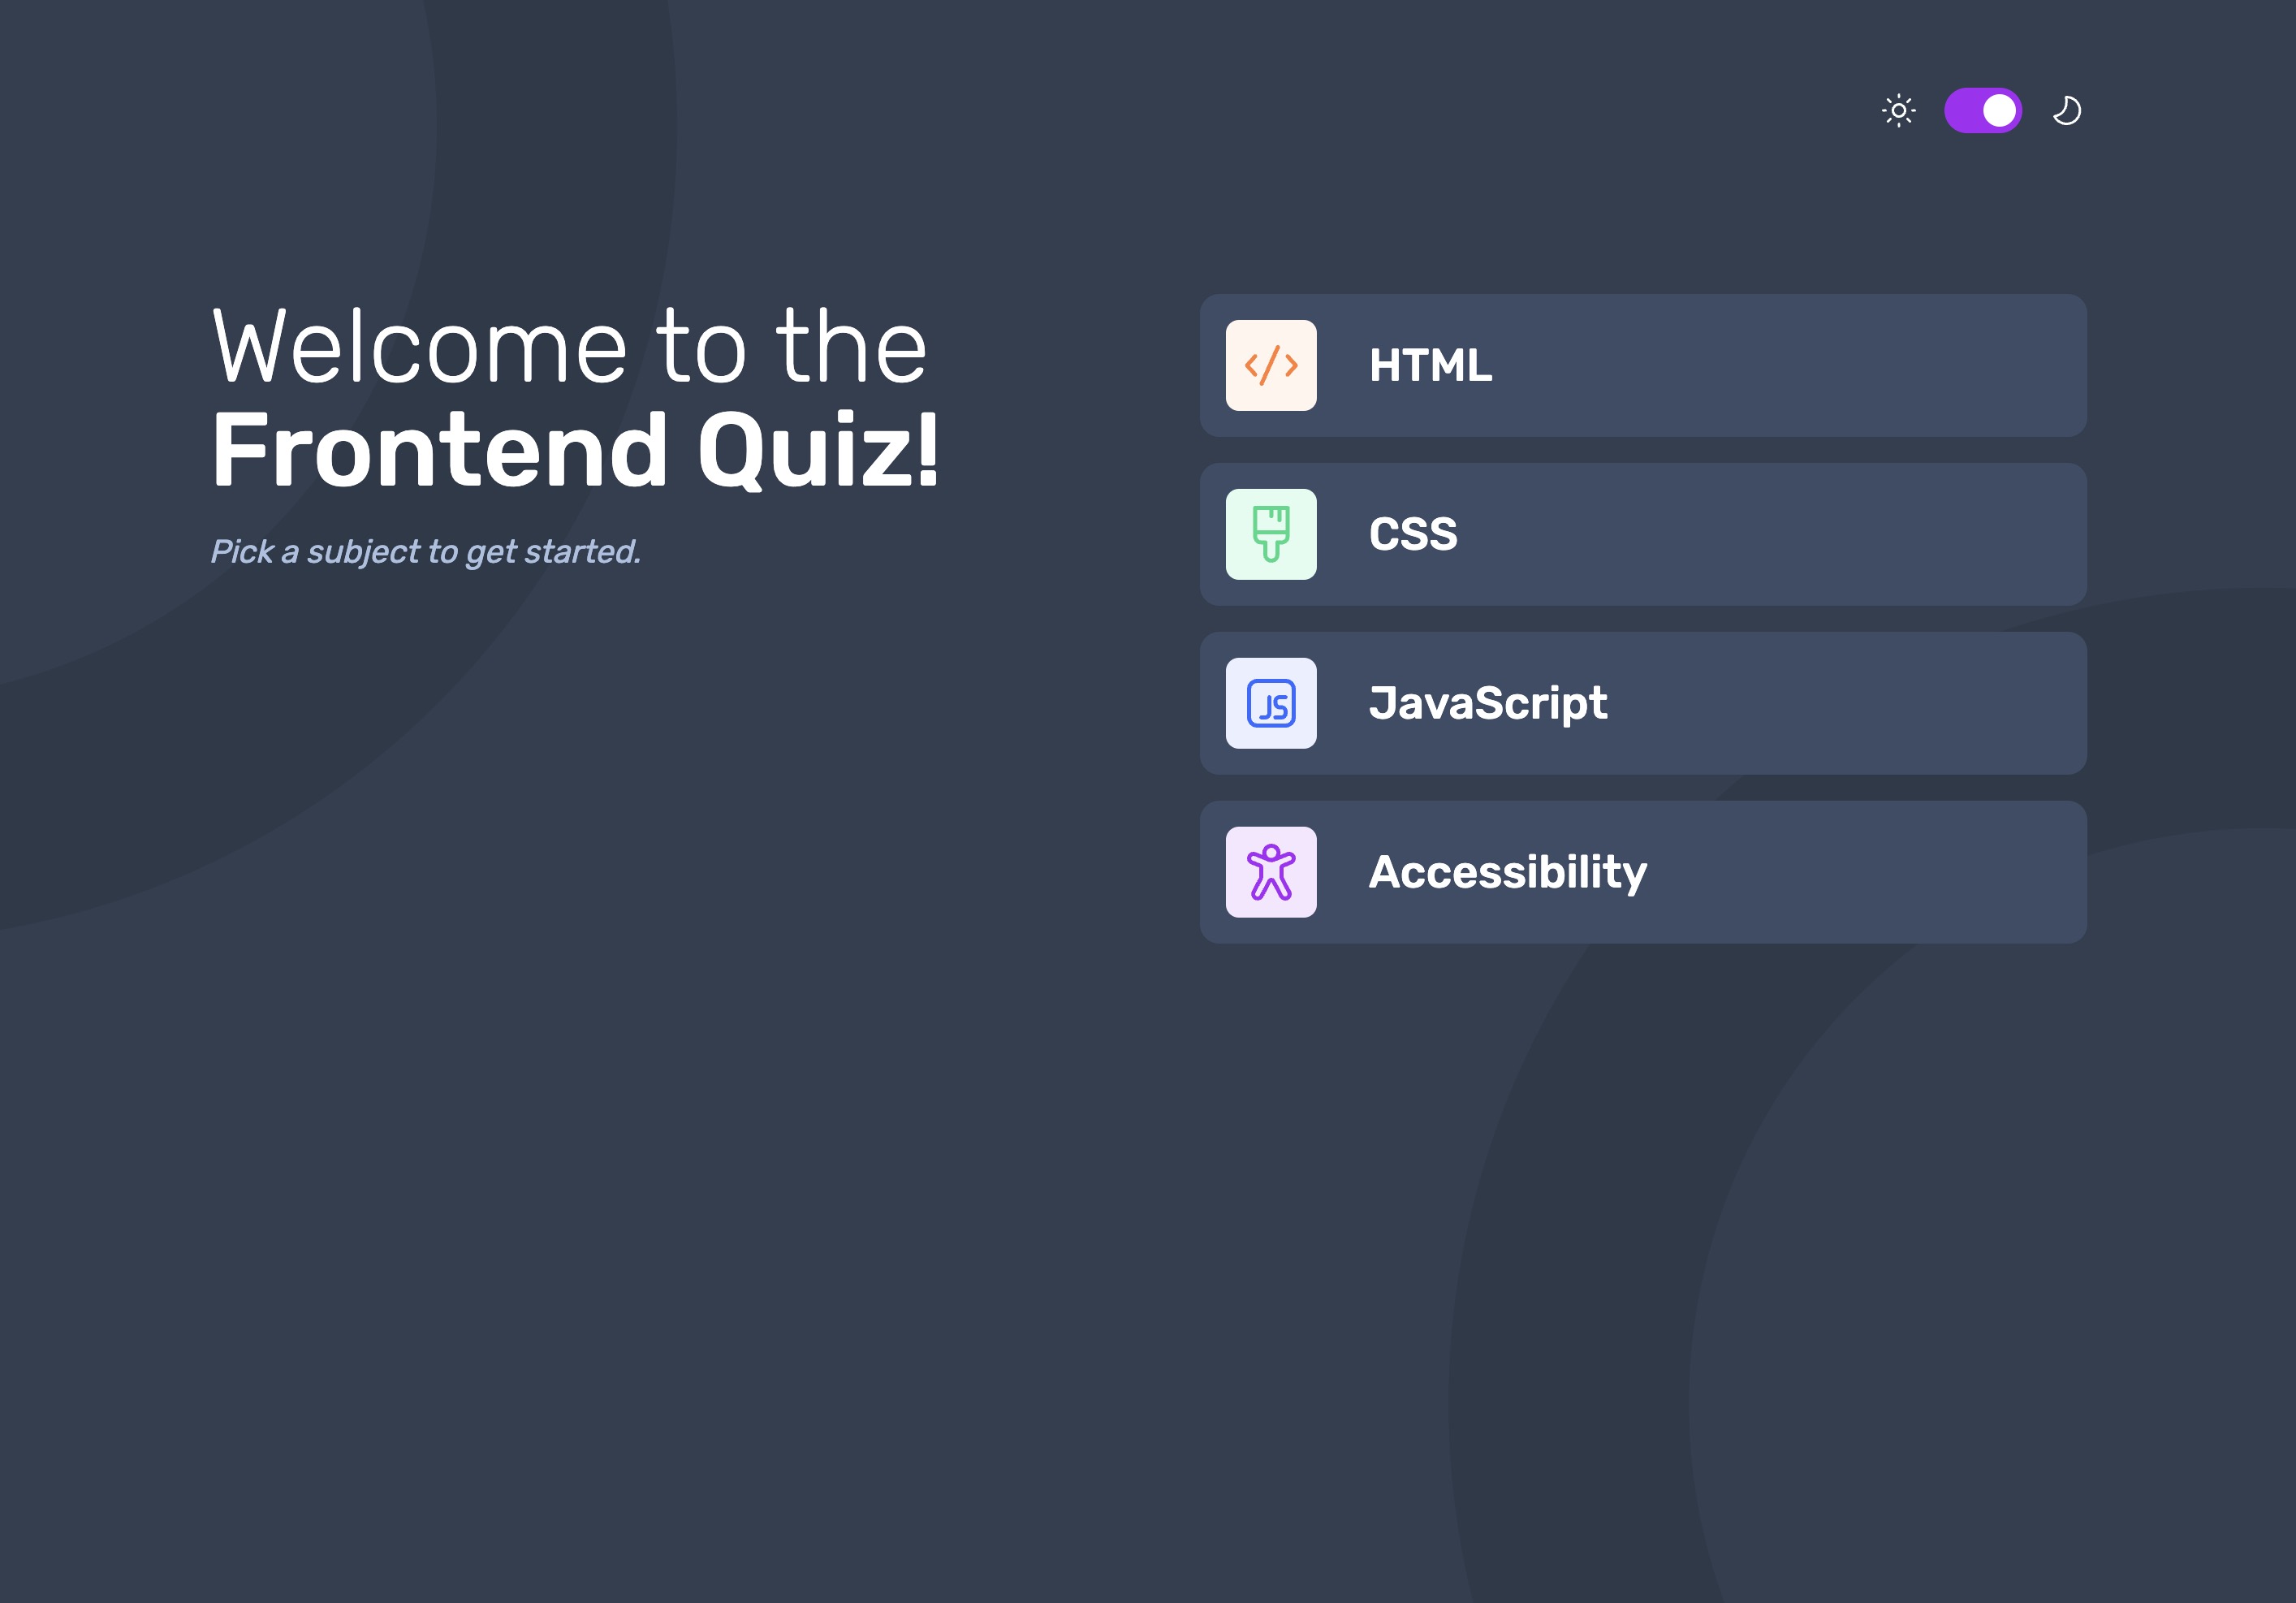 Welcome to the
Frontend Quiz!
Pick a subject to get started.
</>
HTML
CSS
JS
JavaScript
Accessibility